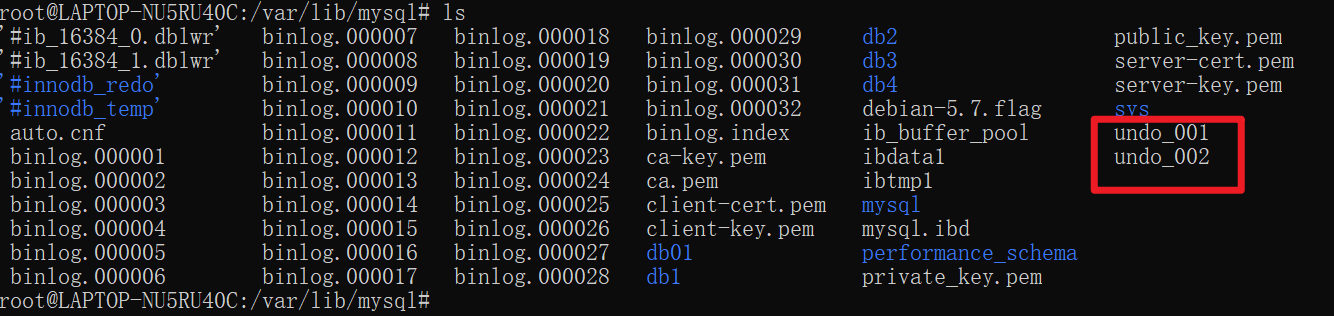 root@LAPTOP-NU5RU40C:/var/lib/mysql# ls
'#ib_16384_0.dblwr' binlog.000007 binlog.000018 binlog.000029 db2 public_key.pem
'#ib_16384_1.dblwr' binlog.000008 binlog.000019 binlog.000030 db3 server-cert.pem
'#innodb_redo' binlog.000009 binlog.000020 binlog.000031 db4 server-key.pem
'#innodb_temp' binlog.000010 binlog.000021 binlog.000032 debian-5.7.flag sys
auto.cnf binlog.000011 binlog.000022 binlog.index ib_buffer_pool undo_001
binlog.000001 binlog.000012 binlog.000023 ca-key.pem ibdata1 undo_002
binlog.000002 binlog.000013 binlog.000024 ca.pem ibtmp1
binlog.000003 binlog.000014 binlog.000025 client-cert.pem mysql
binlog.000004 binlog.000015 binlog.000026 client-key.pem mysql.ibd
binlog.000005 binlog.000016 binlog.000027 db01 performance_schema
binlog.000006 binlog.000017 binlog.000028 db1 private_key.pem
root@LAPTOP-NU5RU40C:/var/lib/mysql#